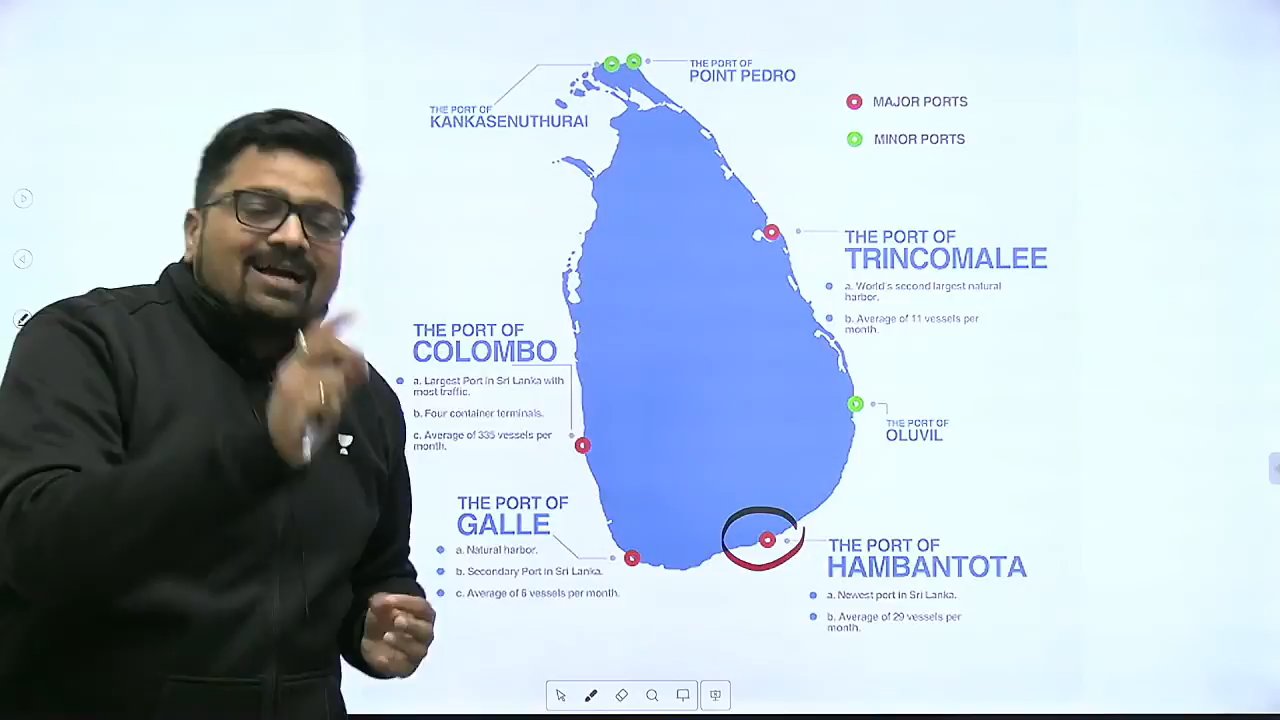 THE PORT OF
POINT PEDRO
THE PORT OF
KANKASENUTHURAI
MAJOR PORTS
MINOR PORTS
THE PORT OF
TRINCOMALEE
a. World's second largest natural
harbor.
b. Average of 11 vessels per
month.
THE PORT OF
COLOMBO
a. Largest Port in Sri Lanka with
most traffic.
b. Four container terminals.
c. Average of 335 vessels per
month.
THE PORT OF
OLUVIL
THE PORT OF
GALLE
a. Natural harbor.
b. Secondary Port in Sri Lanka.
c. Average of 6 vessels per month.
THE PORT OF
HAMBANTOTA
a. Newest port in Sri Lanka.
b. Average of 29 vessels per
month.